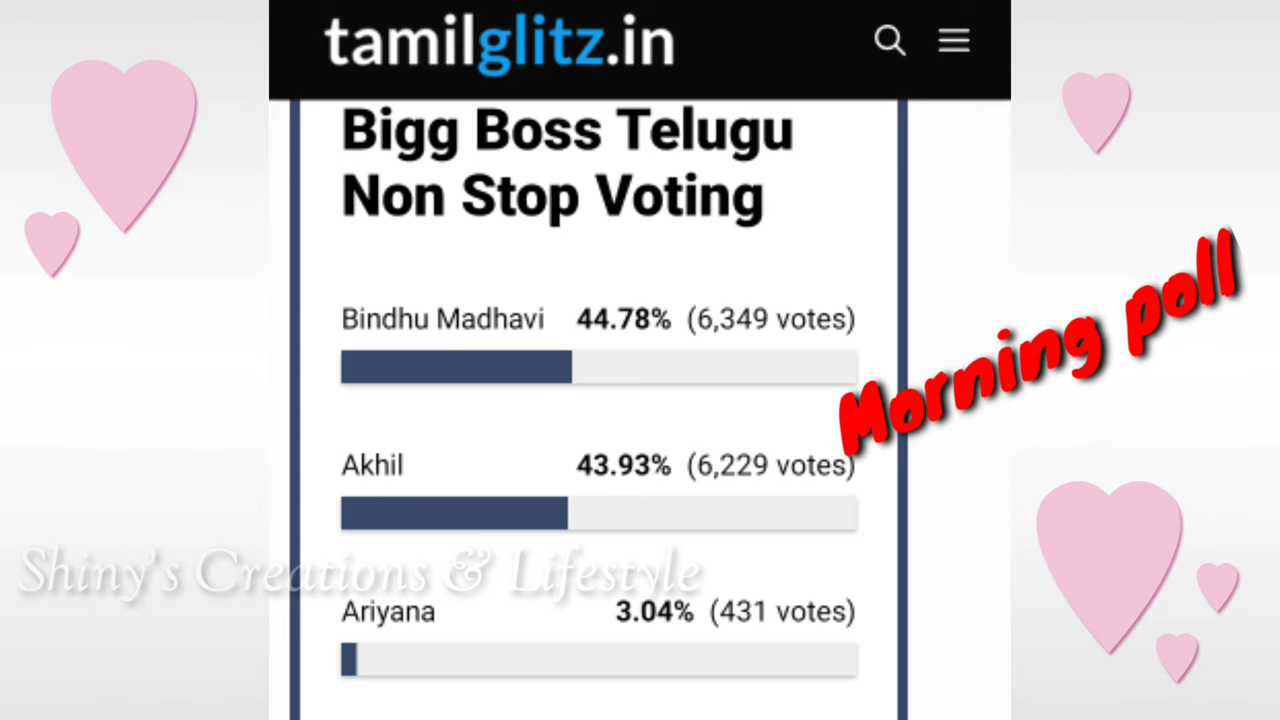 tamilglitz.in
Bigg Boss Telugu
Non Stop Voting
Bindhu Madhavi 44.78% (6,349 votes)
Morning poll
Akhil 43.93% (6,229 votes)
Shiny's Creations & Lifestyle
Ariyana 3.04% (431 votes)